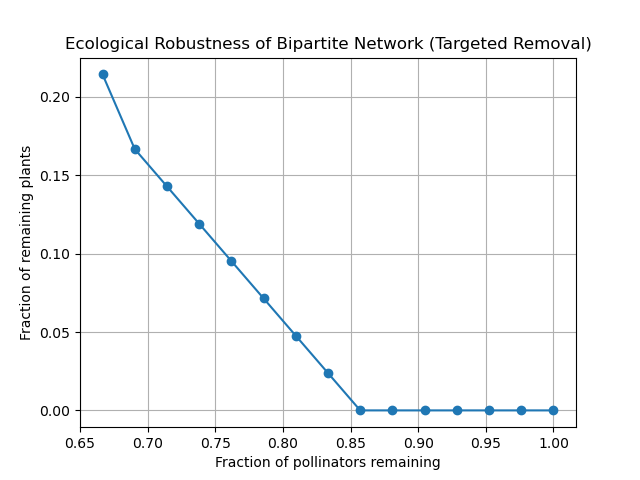 Ecological Robustness of Bipartite Network (Targeted Removal)
Fraction of remaining plants
0.20
0.15
0.10
0.05
0.00
0.65 0.70 0.75 0.80 0.85 0.90 0.95 1.00
Fraction of pollinators remaining